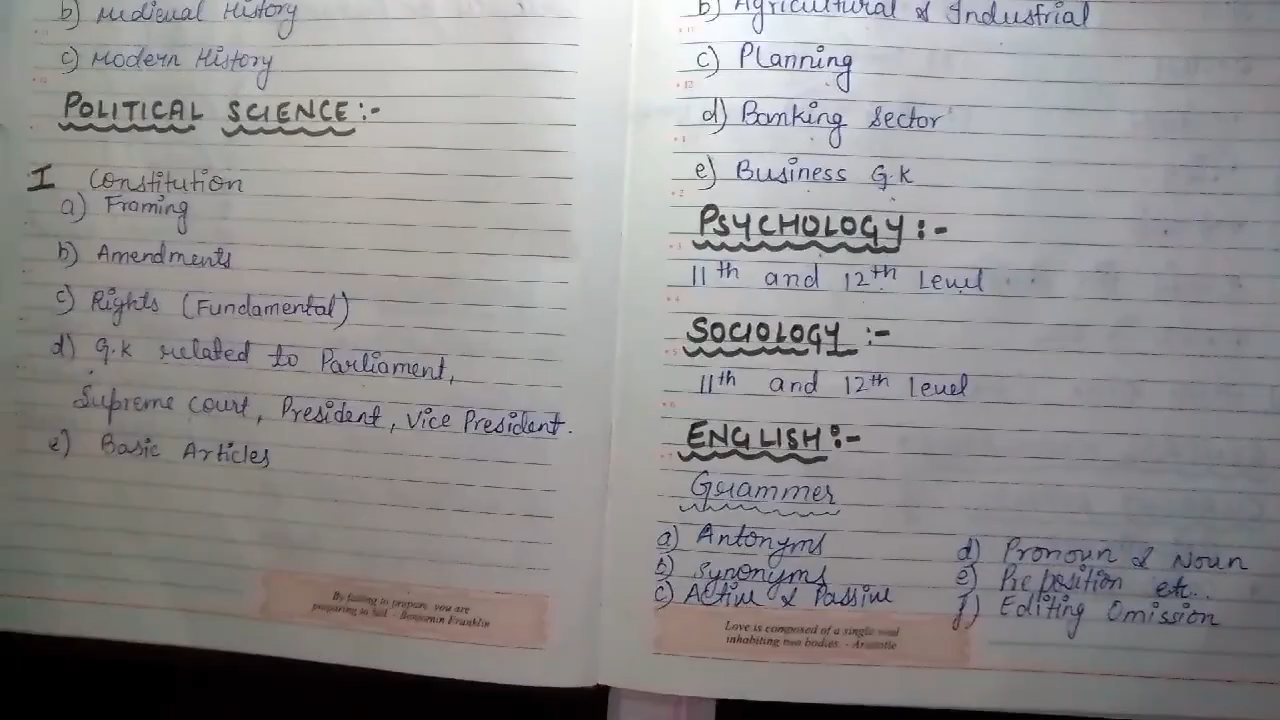 b) Medieval History
c) Modern History
POLITICAL SCIENCE :-
I Constitution
a) Framing
b) Amendments
c) Rights (Fundamental)
d) G.K related to Parliament,
Supreme Court, President, Vice President.
e) Basic Articles
By failing to prepare, you are
preparing to fail - Benjamin Franklin
b) Agricultural & Industrial
c) Planning
d) Banking Sector
e) Business G.K
PSYCHOLOGY :-
11th and 12th Level
SOCIOLOGY :-
11th and 12th Level
ENGLISH :-
Grammer
a) Antonyms
b) Synonyms
c) Active & Passive
d) Pronoun & Noun
e) Preposition etc..
f) Editing Omission
Love is composed of a single soul
inhabiting two bodies. - Aristotle